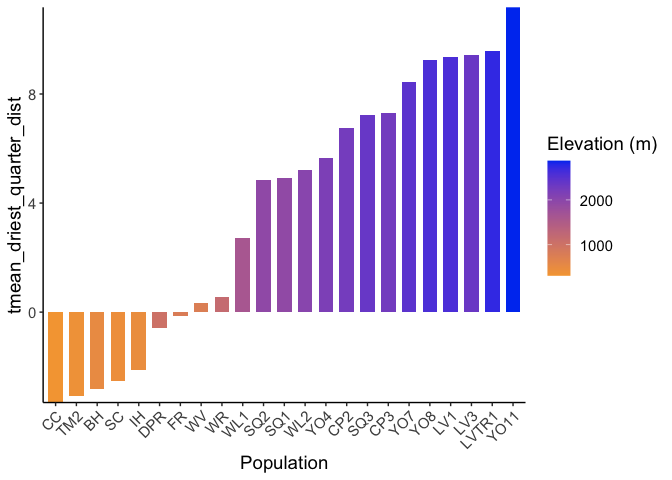 tmean_driest_quarter_dist
8
4
0
CC
TM2
BH
SC
IH
DPR
FR
WV
WR
WL1
SQ2
SQ1
WL2
YO4
CP2
SQ3
CP3
YO7
YO8
LV1
LV3
LVTR1
YO11
Population
Elevation (m)
2000
1000